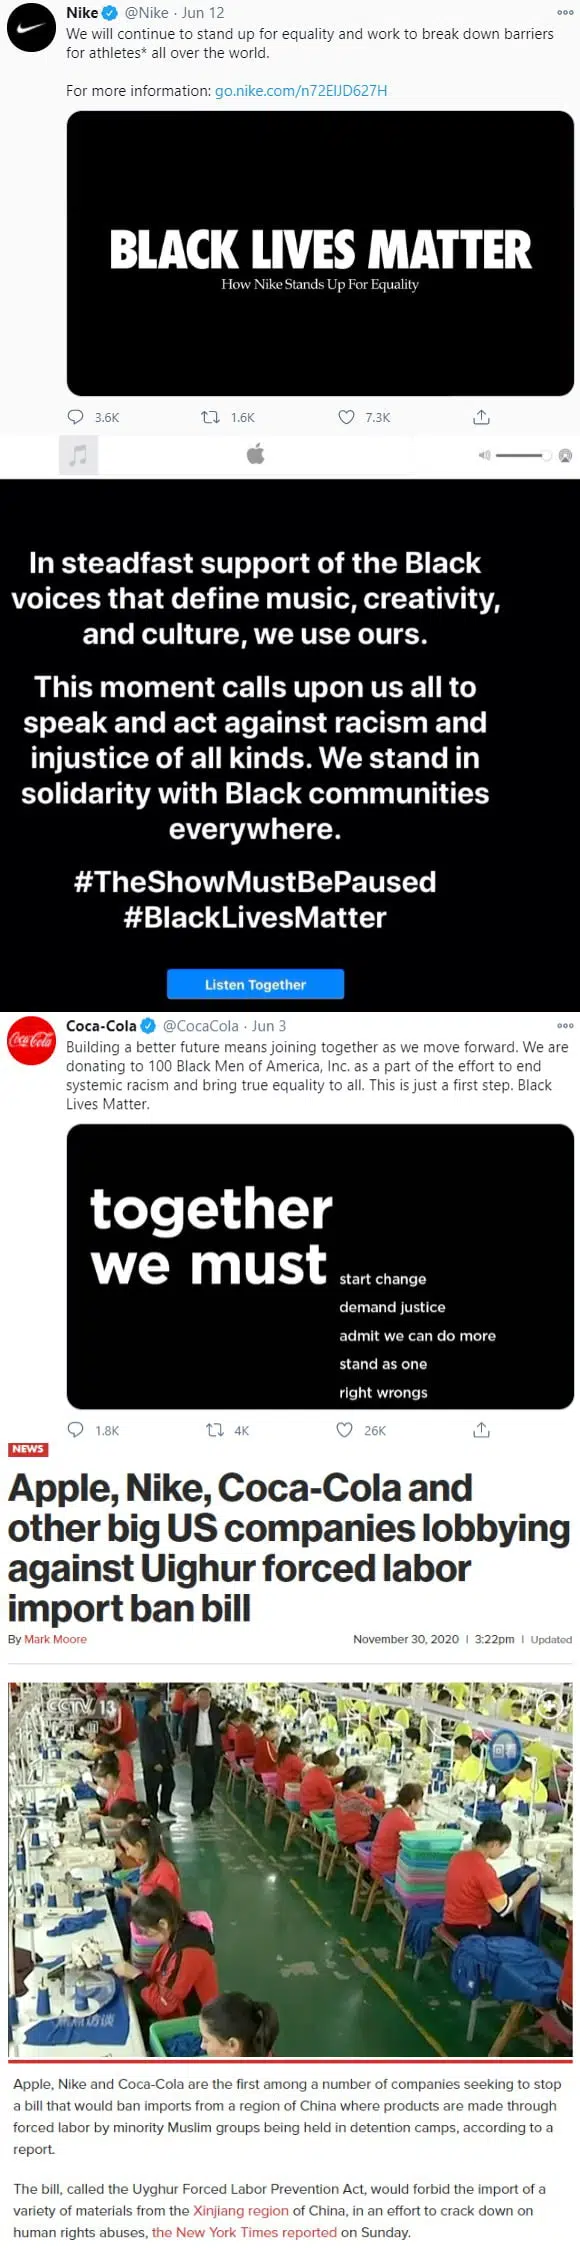 Nike @Nike · Jun 12
We will continue to stand up for equality and work to break down barriers
for athletes* all over the world.
For more information: go.nike.com/n72EIJD627H
BLACK LIVES MATTER
How Nike Stands Up For Equality
3.6K 1.6K 7.3K
In steadfast support of the Black
voices that define music, creativity,
and culture, we use ours.
This moment calls upon us all to
speak and act against racism and
injustice of all kinds. We stand in
solidarity with Black communities
everywhere.
#TheShowMustBePaused
#BlackLivesMatter
Listen Together
Coca-Cola
Coca-Cola @CocaCola · Jun 3
Building a better future means joining together as we move forward. We are
donating to 100 Black Men of America, Inc. as a part of the effort to end
systemic racism and bring true equality to all. This is just a first step. Black
Lives Matter.
together
we must
start change
demand justice
admit we can do more
stand as one
right wrongs
1.8K 4K 26K
NEWS
Apple, Nike, Coca-Cola and
other big US companies lobbying
against Uighur forced labor
import ban bill
By Mark Moore November 30, 2020 | 3:22pm | Updated
CCTV 13
回看
Apple, Nike and Coca-Cola are the first among a number of companies seeking to stop
a bill that would ban imports from a region of China where products are made through
forced labor by minority Muslim groups being held in detention camps, according to a
report.
The bill, called the Uyghur Forced Labor Prevention Act, would forbid the import of a
variety of materials from the Xinjiang region of China, in an effort to crack down on
human rights abuses, the New York Times reported on Sunday.